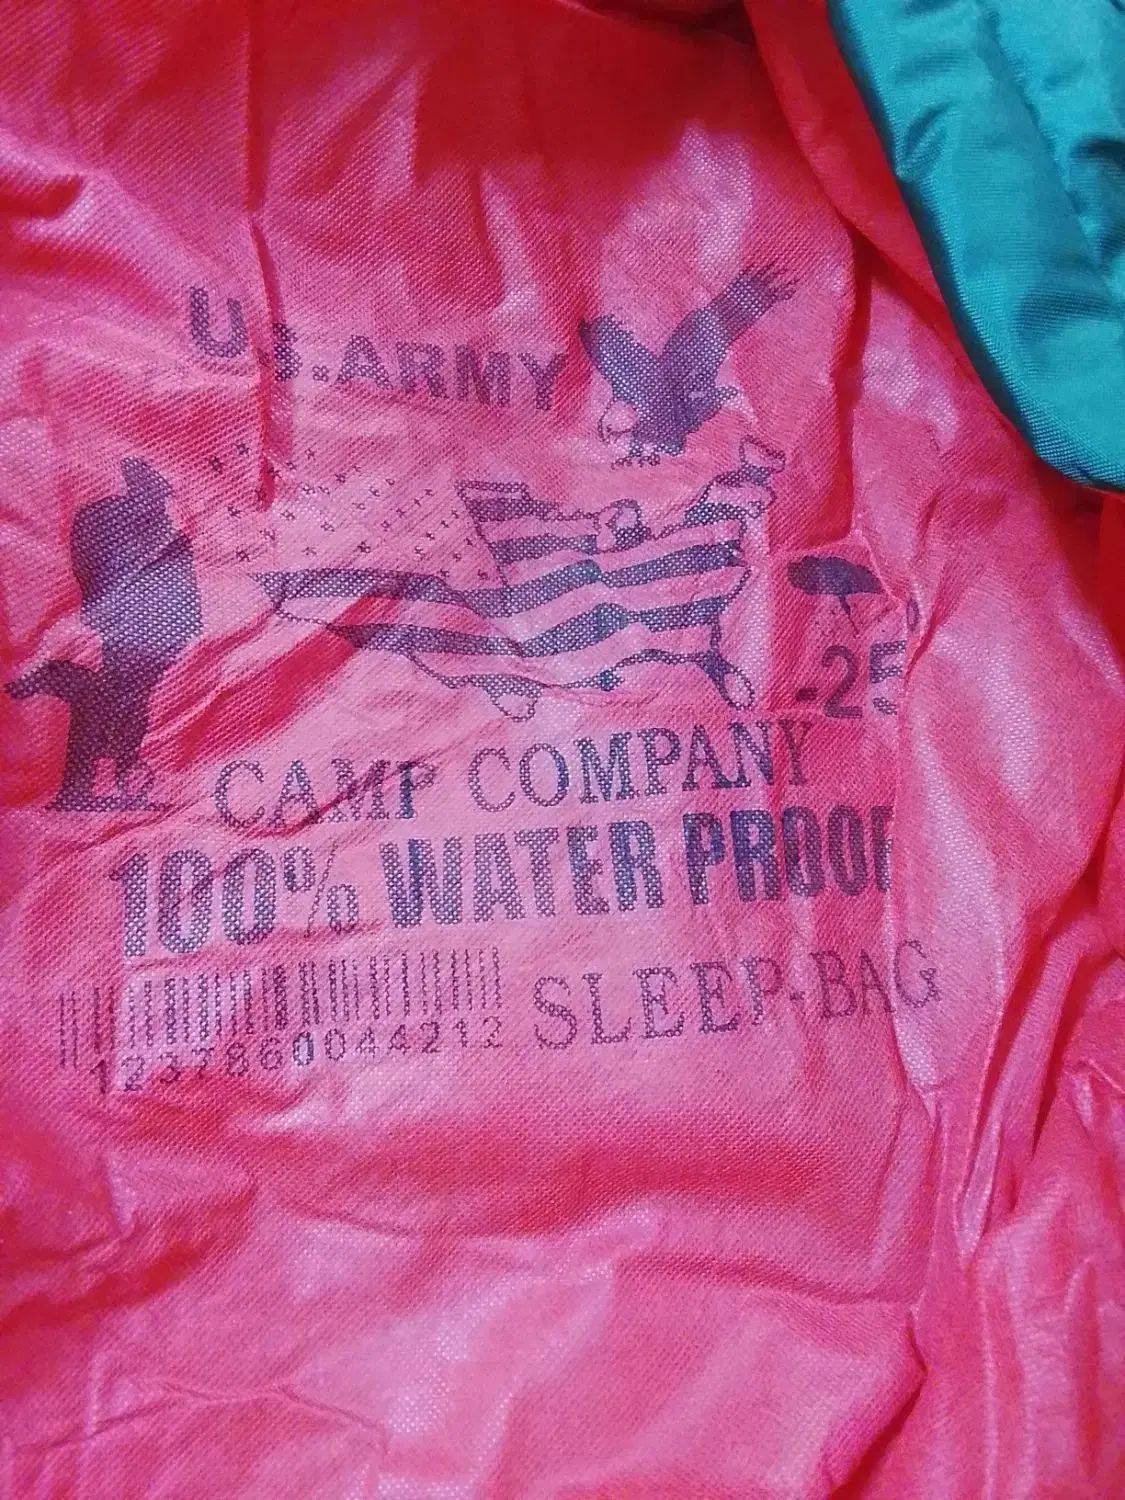 U.S.ARMY
-25°
CAMP COMPANY
100% WATER PROOF
1237860044212
SLEEP-BAG